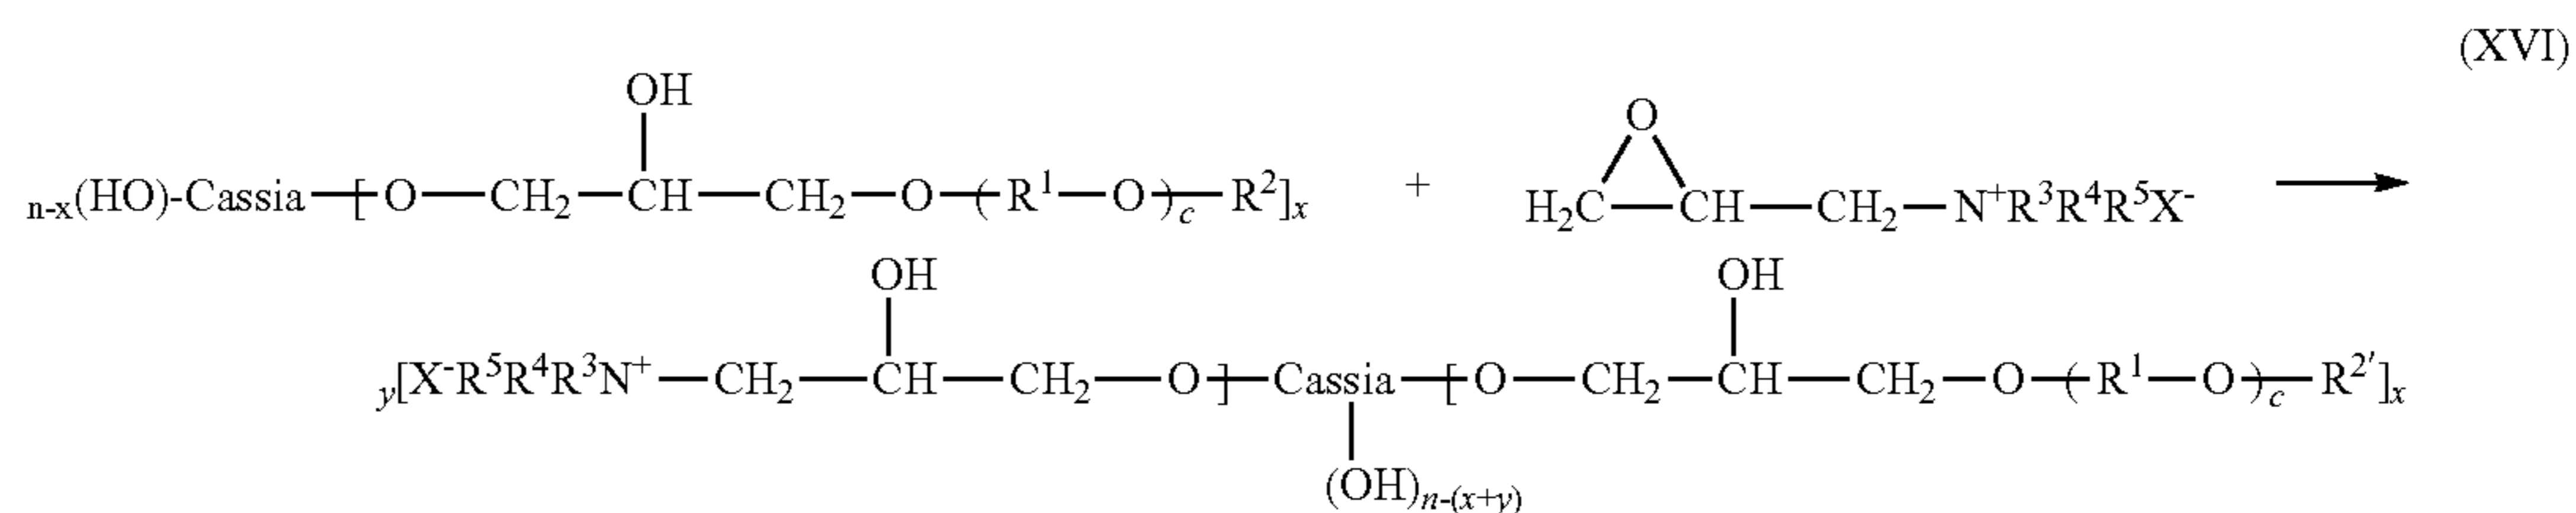 (XVI)
OH
n-x(HO)-Cassia—[O—CH2—CH—CH2—O—(R1—O)c—R2]x + H2C—CH—CH2—N+R3R4R5X- →
O
OH OH
y[X-R5R4R3N+—CH2—CH—CH2—O]—Cassia—[O—CH2—CH—CH2—O—(R1—O)c—R2']x
(OH)n-(x+y)